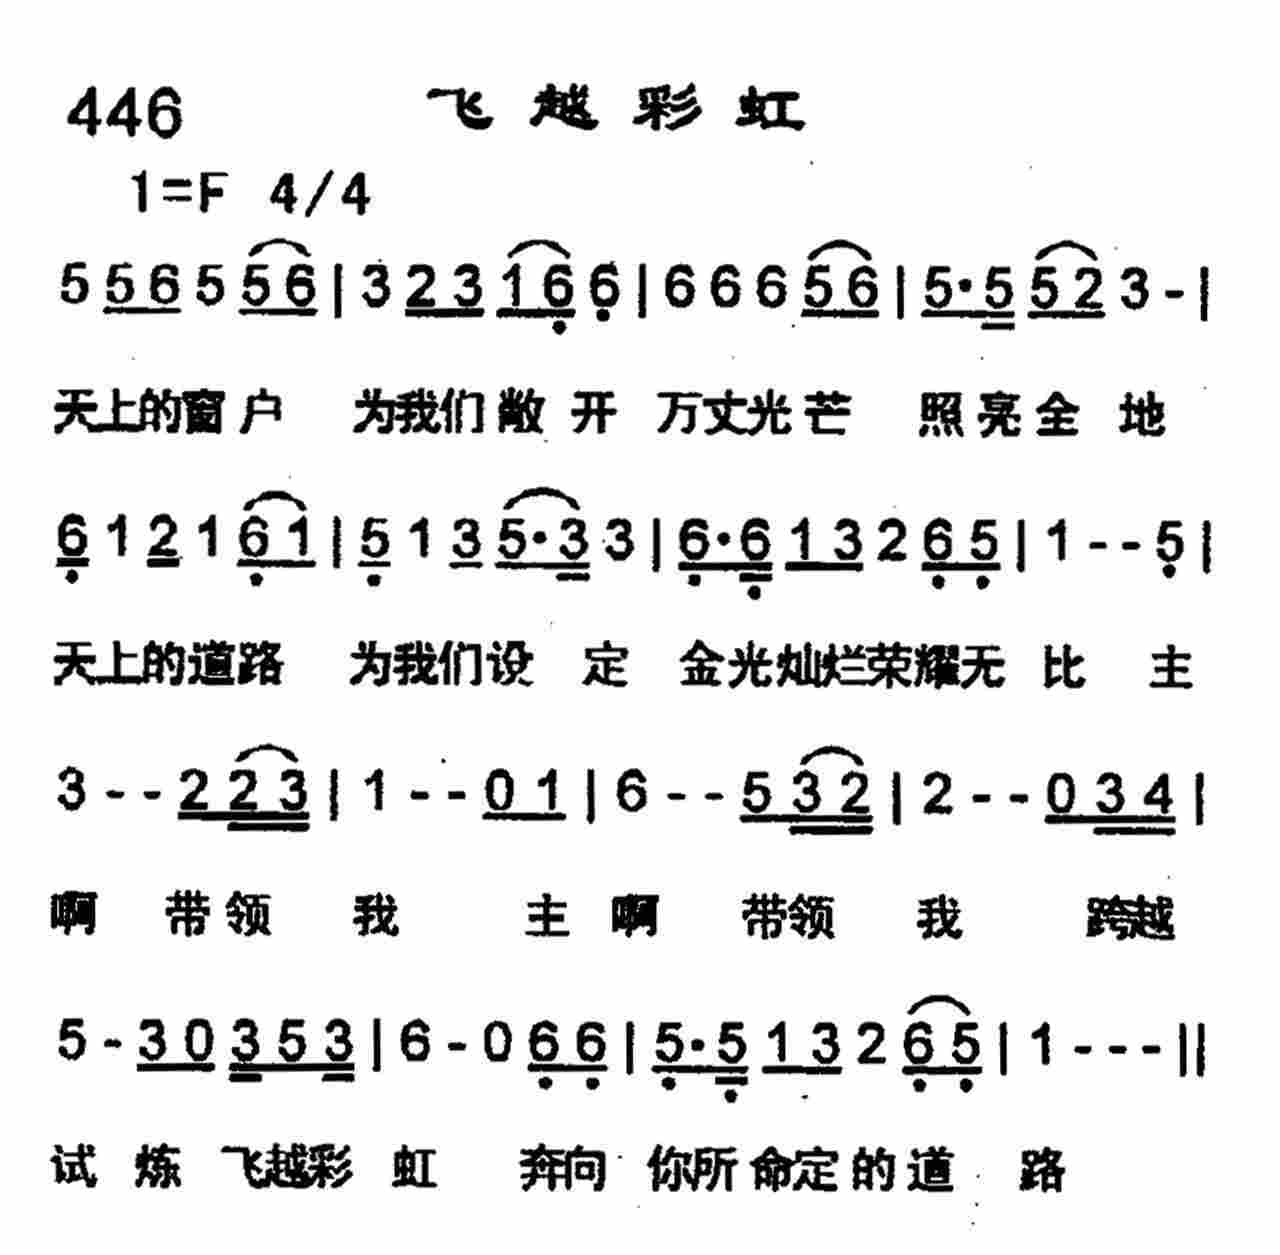 446 飞越彩虹
1=F 4/4
5 5 6 5 5 6 | 3 2 3 1 6 6 | 6 6 6 5 6 | 5·5 5 2 3 - |
天上的窗户 为我们敞开 万丈光芒 照亮全地
6 1 2 1 6 1 | 5 1 3 5·3 3 | 6·6 1 3 2 6 5 | 1 - - 5 |
天上的道路 为我们设定 金光灿烂荣耀无比 主
3 - - 2 2 3 | 1 - - 0 1 | 6 - - 5 3 2 | 2 - - 0 3 4 |
啊 带领 我 主 啊 带领 我 跨越
5 - 3 0 3 5 3 | 6 - 0 6 6 | 5·5 1 3 2 6 5 | 1 - - - ||
试炼 飞越彩虹 奔向 你所命定的道路